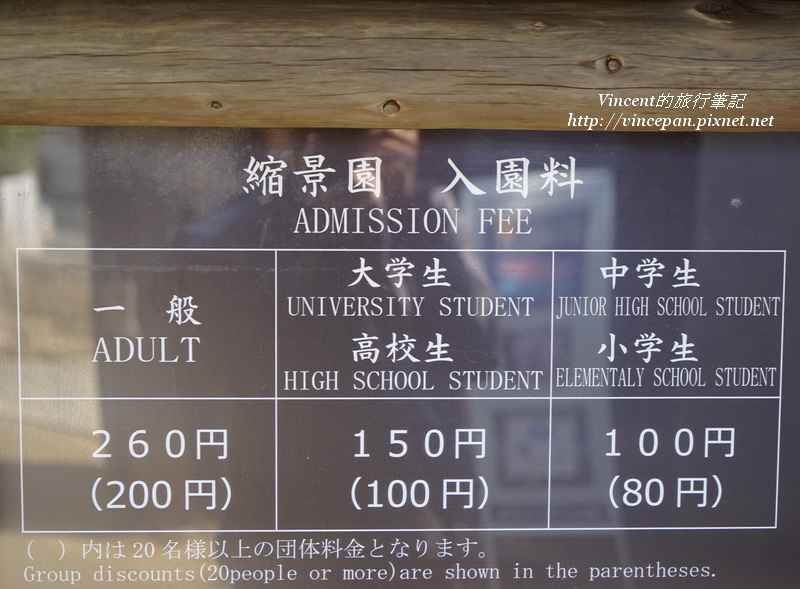 Vincent的旅行筆記
http://vincepan.pixnet.net
縮景園 入園料
ADMISSION FEE
一 般
ADULT
大学生
UNIVERSITY STUDENT
高校生
HIGH SCHOOL STUDENT
中学生
JUNIOR HIGH SCHOOL STUDENT
小学生
ELEMENTALY SCHOOL STUDENT
260円
(200円)
150円
(100円)
100円
(80円)
( )内は20名様以上の団体料金となります。
Group discounts(20people or more)are shown in the parentheses.